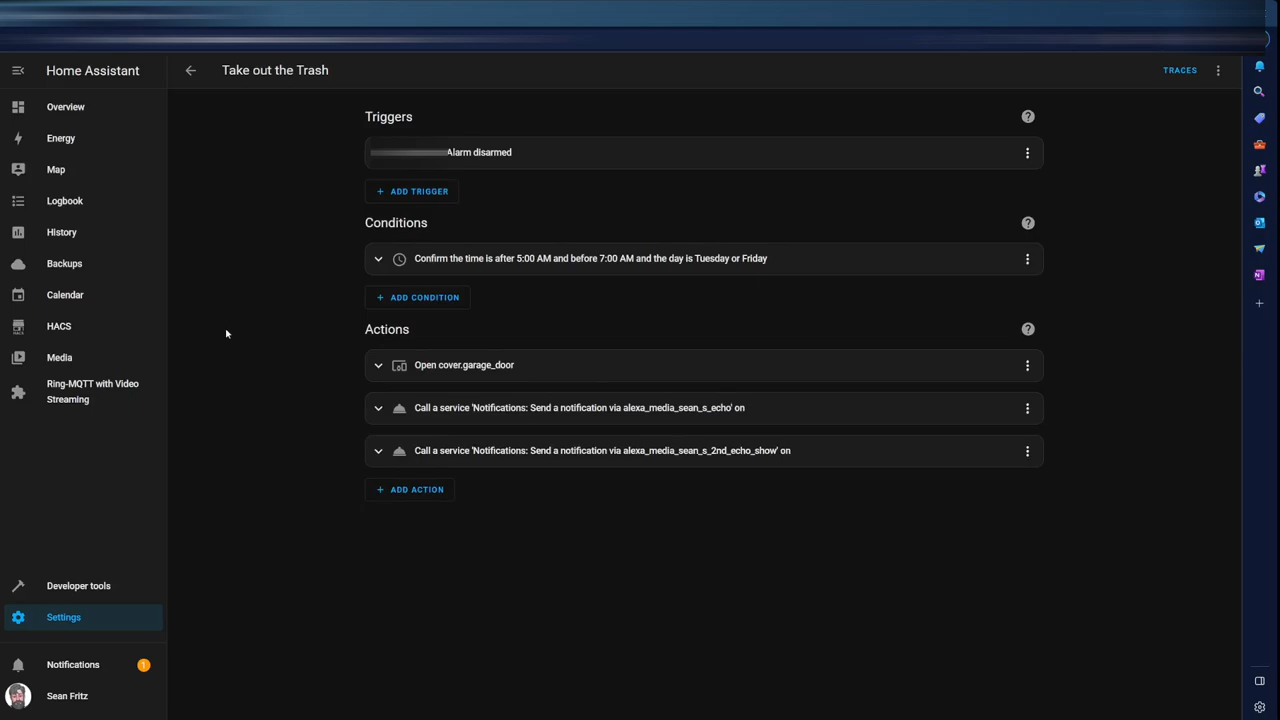 Home Assistant
Take out the Trash
TRACES
Overview
Energy
Map
Logbook
History
Backups
Calendar
HACS
HACS
Media
Ring-MQTT with Video
Streaming
Developer tools
Settings
Notifications
1
Sean Fritz
Triggers
Alarm disarmed
+ ADD TRIGGER
Conditions
Confirm the time is after 5:00 AM and before 7:00 AM and the day is Tuesday or Friday
+ ADD CONDITION
Actions
Open cover.garage_door
Call a service 'Notifications: Send a notification via alexa_media_sean_s_echo' on
Call a service 'Notifications: Send a notification via alexa_media_sean_s_2nd_echo_show' on
+ ADD ACTION